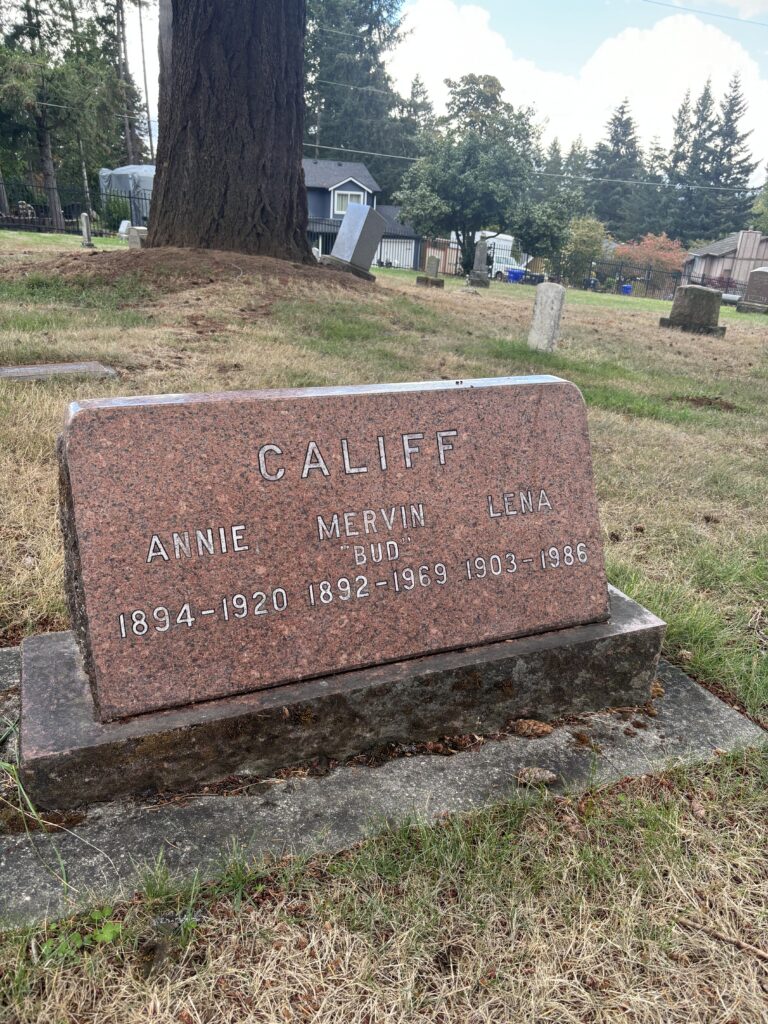 CALIFF
ANNIE MERVIN LENA
"BUD"
1894-1920 1892-1969 1903-1986